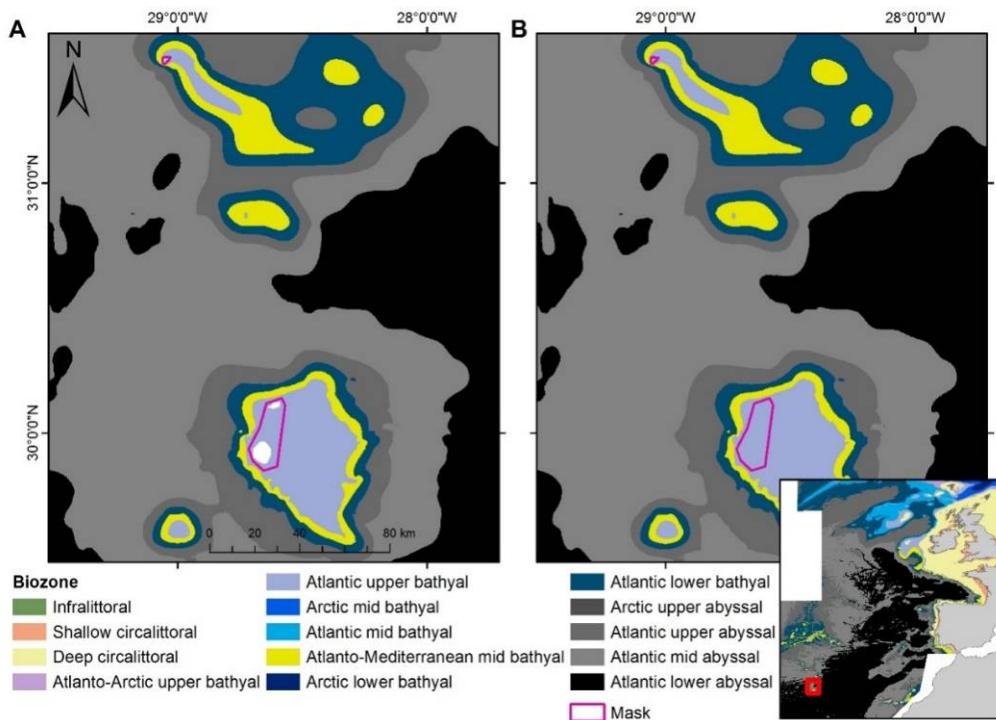 29°0'0"W 28°0'0"W 29°0'0"W 28°0'0"W
A B
N
31°0'0"N
30°0'0"N
0 20 40 80 km
Biozone
Infralittoral
Shallow circalittoral
Deep circalittoral
Atlanto-Arctic upper bathyal
Atlantic upper bathyal
Arctic mid bathyal
Atlantic mid bathyal
Atlanto-Mediterranean mid bathyal
Arctic lower bathyal
Atlantic lower bathyal
Arctic upper abyssal
Atlantic upper abyssal
Atlantic mid abyssal
Atlantic lower abyssal
Mask